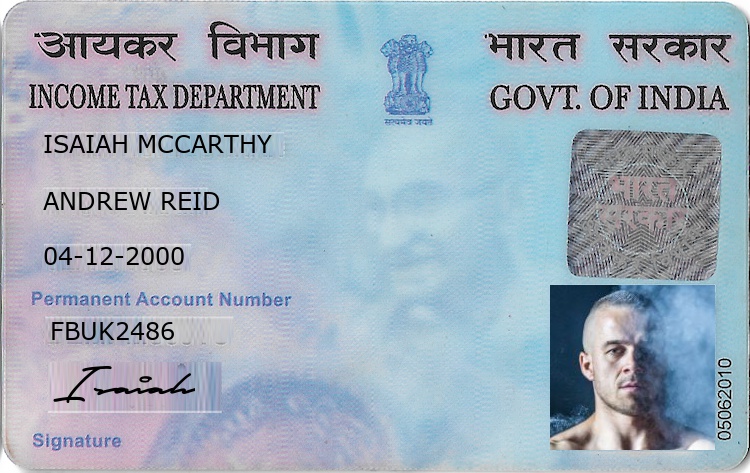 आयकर विभाग
भारत सरकार
INCOME TAX DEPARTMENT
GOVT. OF INDIA
सत्यमेव जयते
ISAIAH MCCARTHY
ANDREW REID
04-12-2000
भारत
सरकार
Permanent Account Number
FBUK2486
Isaiah
Signature
05062010